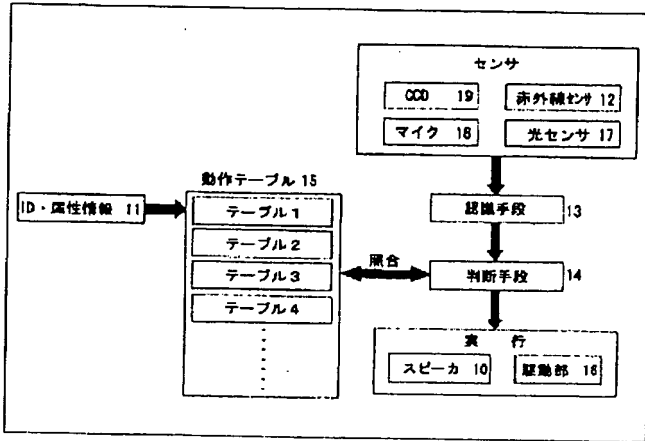 センサ
CCD 19
赤外線センサ 12
マイク 18
光センサ 17
動作テーブル 15
ID・属性情報 11
テーブル 1
テーブル 2
テーブル 3
テーブル 4
認識手段 13
照合
判断手段 14
実 行
スピーカ 10
駆動部 16